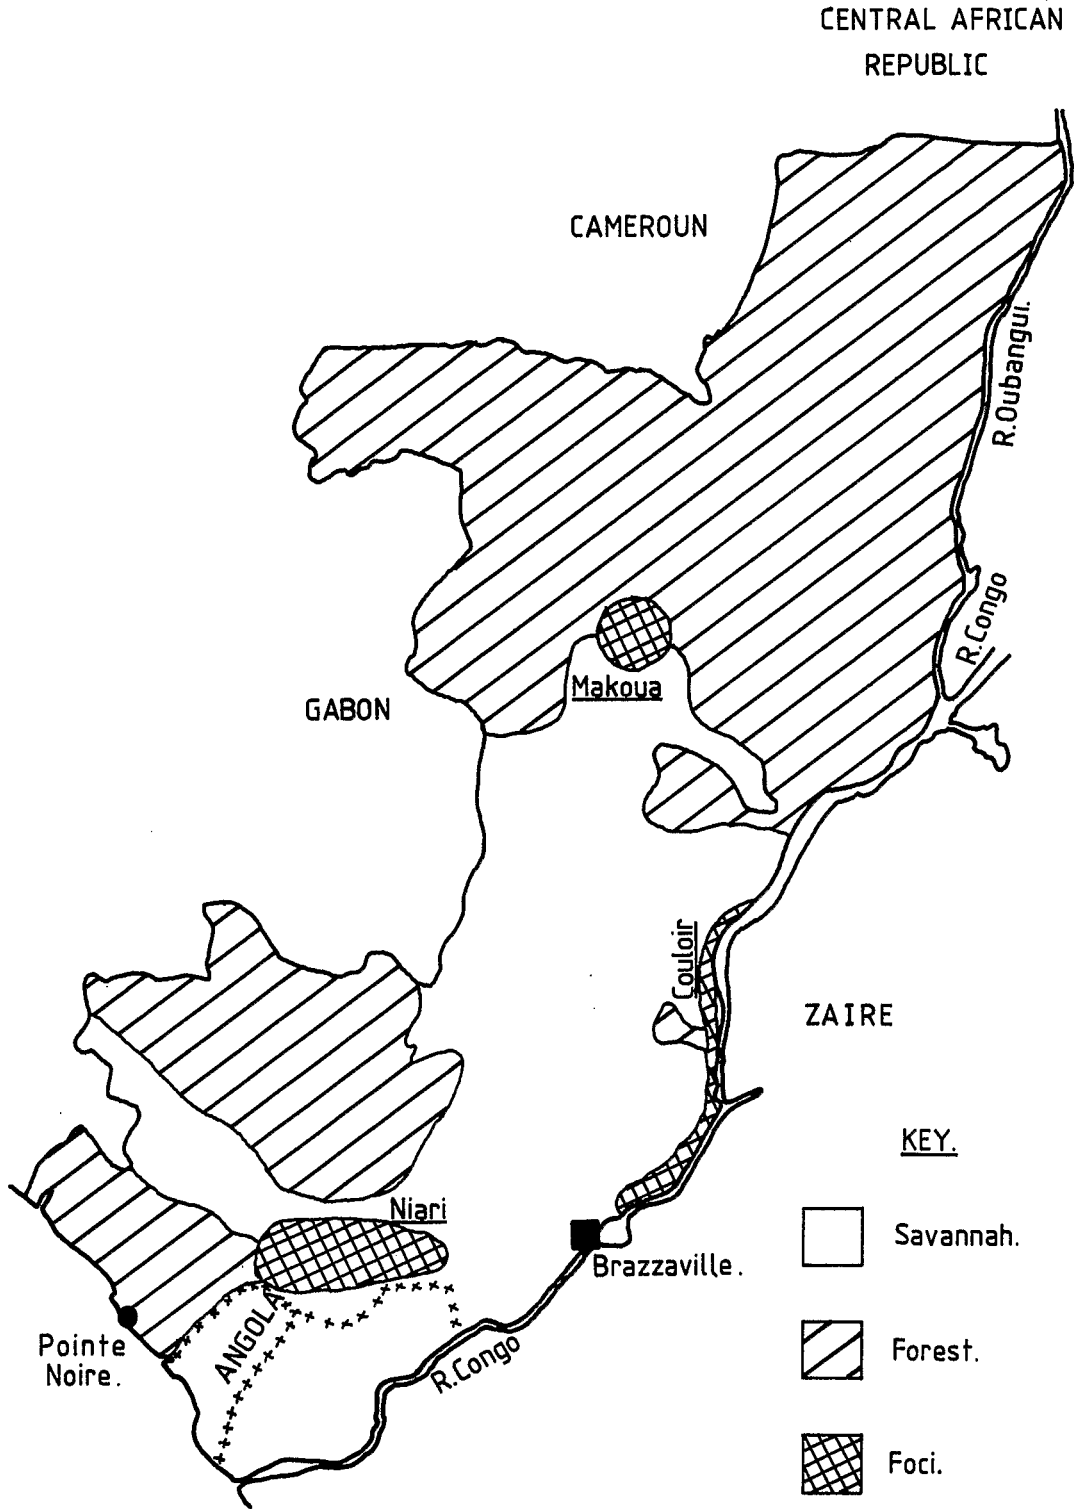 CENTRAL AFRICAN
REPUBLIC
CAMEROUN
R.Oubangui.
R.Congo
Makoua
GABON
Couloir
ZAIRE
KEY.
Niari
Savannah.
Brazzaville.
ANGOLA
Pointe
Noire.
R.Congo
Forest.
Foci.